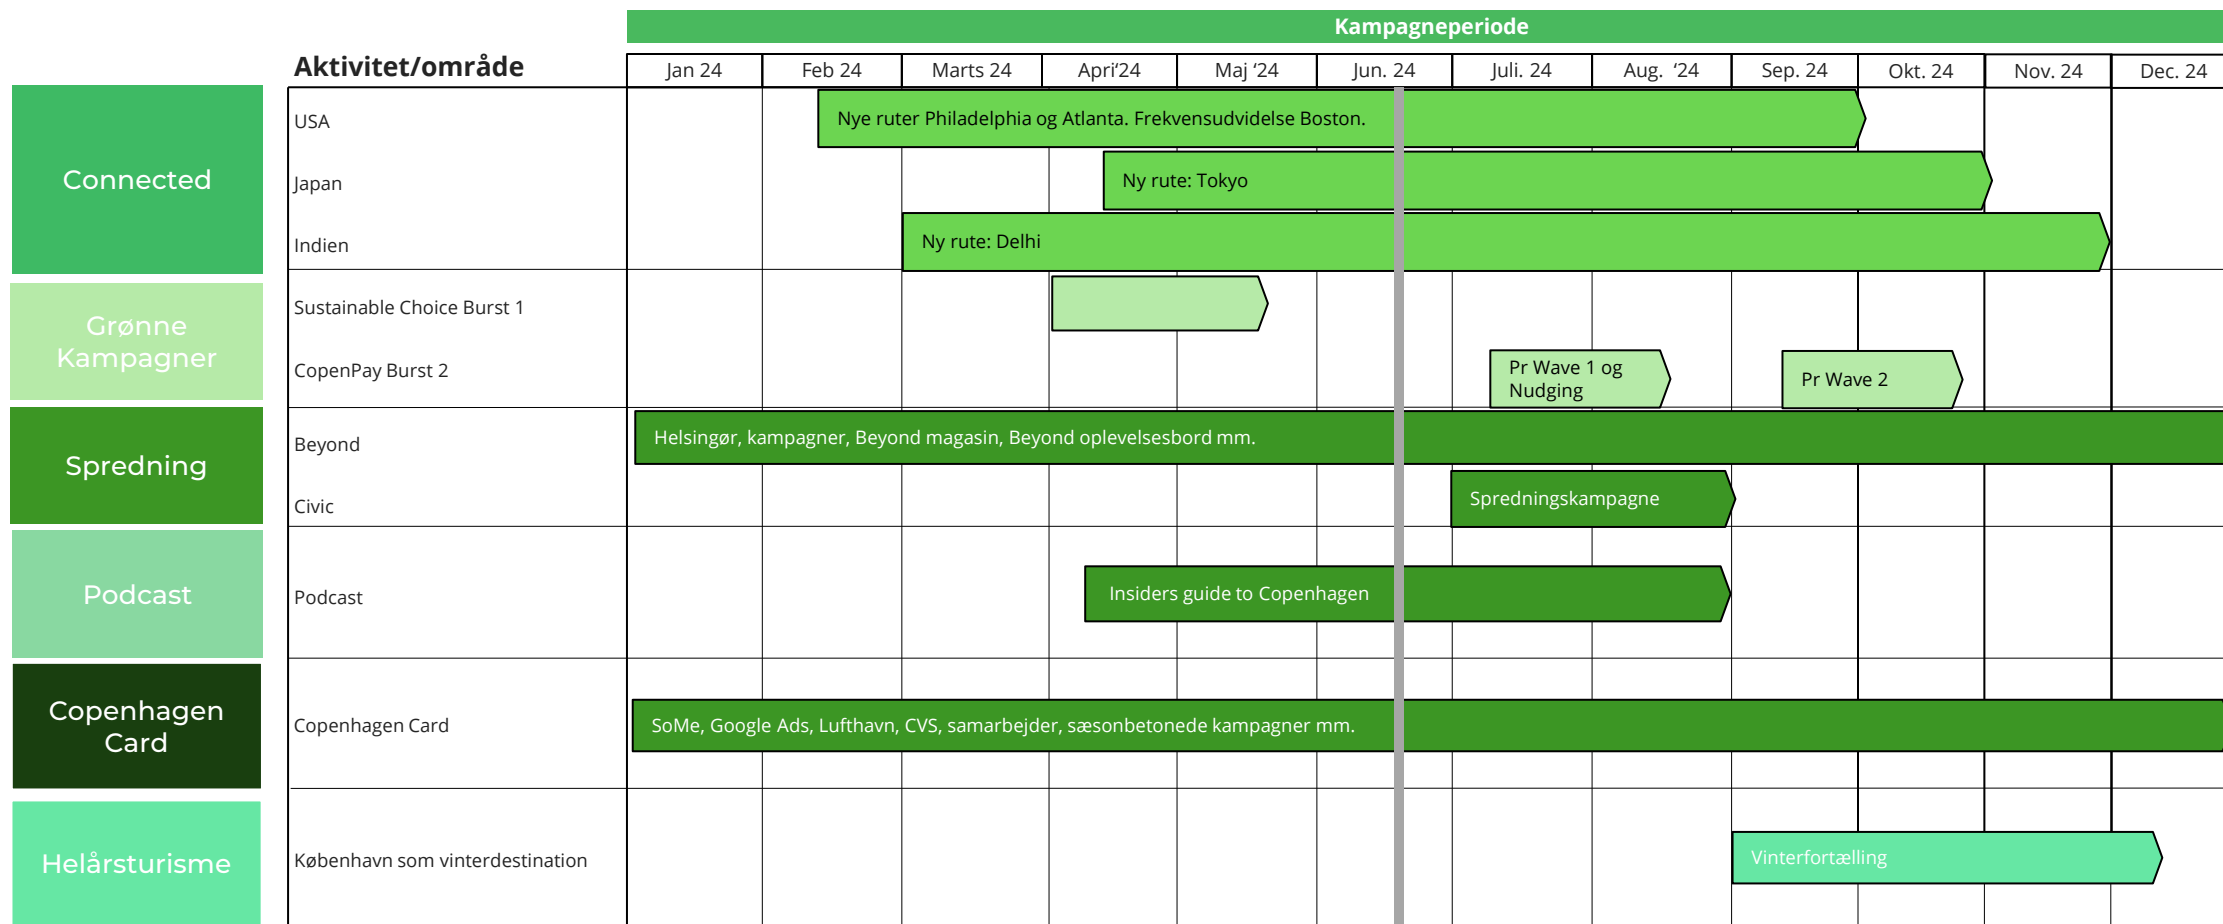 Kampagneperiode
Aktivitet/område
Jan 24
Feb 24
Marts 24
Apri‘24
Maj ‘24
Jun. 24
Juli. 24
Aug. ‘24
Sep. 24
Okt. 24
Nov. 24
Dec. 24
Connected
USA
Nye ruter Philadelphia og Atlanta. Frekvensudvidelse Boston.
Japan
Ny rute: Tokyo
Indien
Ny rute: Delhi
Grønne
Kampagner
Sustainable Choice Burst 1
CopenPay Burst 2
Pr Wave 1 og
Nudging
Pr Wave 2
Spredning
Beyond
Helsingør, kampagner, Beyond magasin, Beyond oplevelsesbord mm.
Civic
Spredningskampagne
Podcast
Podcast
Insiders guide to Copenhagen
Copenhagen
Card
Copenhagen Card
SoMe, Google Ads, Lufthavn, CVS, samarbejder, sæsonbetonede kampagner mm.
Helårsturisme
København som vinterdestination
Vinterfortælling